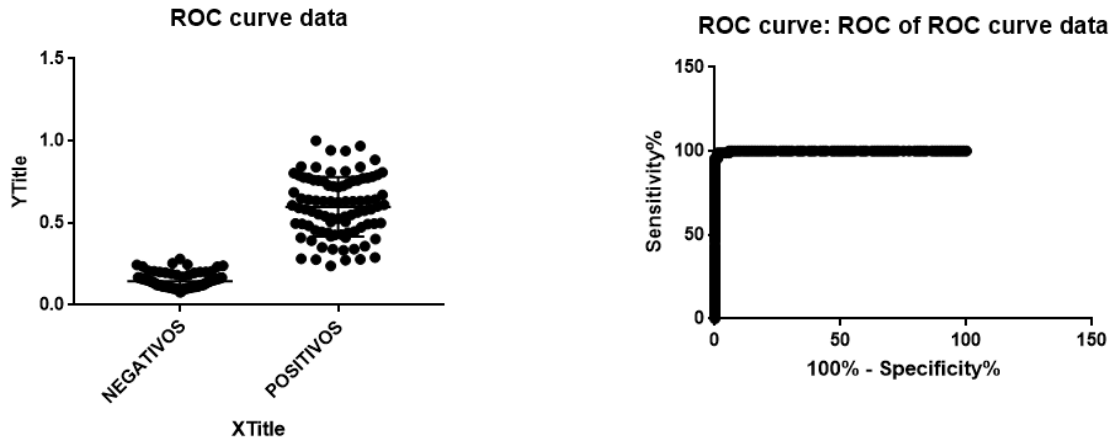 ROC curve data
1.5
1.0
0.5
0.0
YTitle
NEGATIVOS
POSITIVOS
XTitle
ROC curve: ROC of ROC curve data
150
100
50
0
Sensitivity%
0
50
100
150
100% - Specificity%